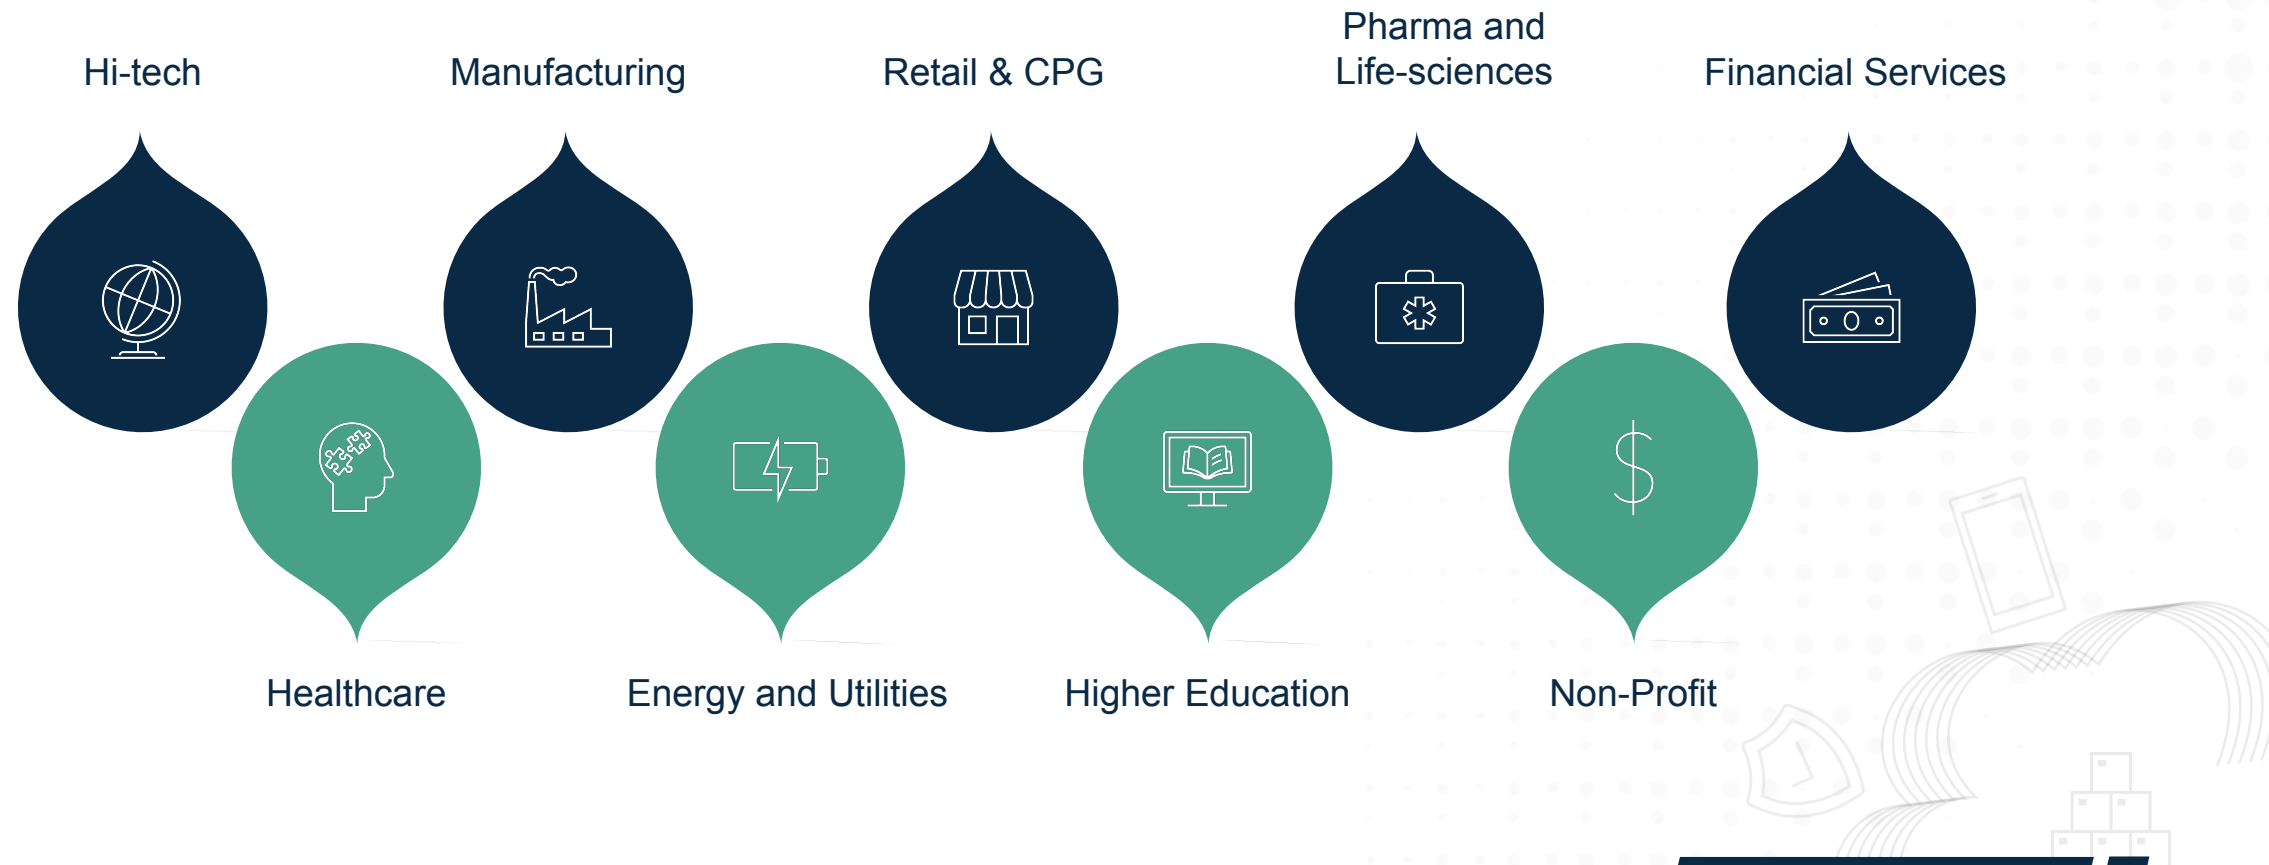 Hi-tech
Manufacturing
Retail & CPG
Pharma and
Life-sciences
Financial Services
Healthcare
Energy and Utilities
Higher Education
Non-Profit